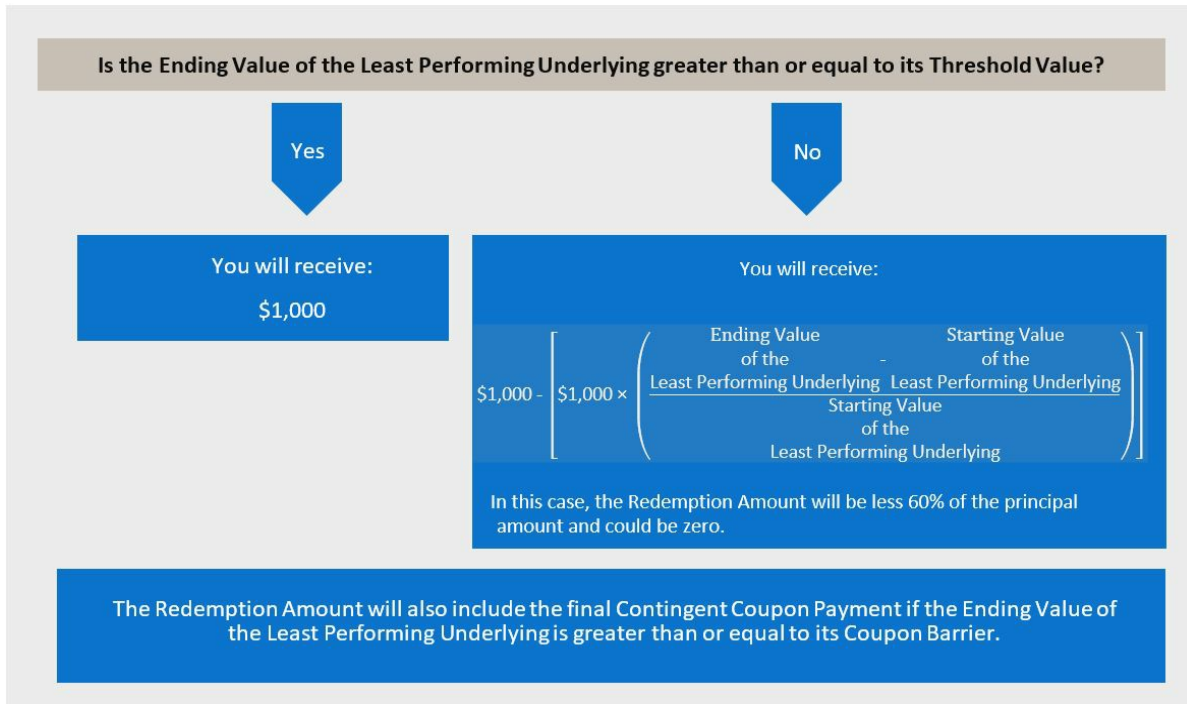 Is the Ending Value of the Least Performing Underlying greater than or equal to its Threshold Value?
Yes
No
You will receive:
$1,000
You will receive:
$1,000 - [$1,000 × (
Ending Value
of the
Least Performing Underlying
-
Starting Value
of the
Least Performing Underlying
Starting Value
of the
Least Performing Underlying
)]
In this case, the Redemption Amount will be less 60% of the principal
amount and could be zero.
The Redemption Amount will also include the final Contingent Coupon Payment if the Ending Value of
the Least Performing Underlying is greater than or equal to its Coupon Barrier.